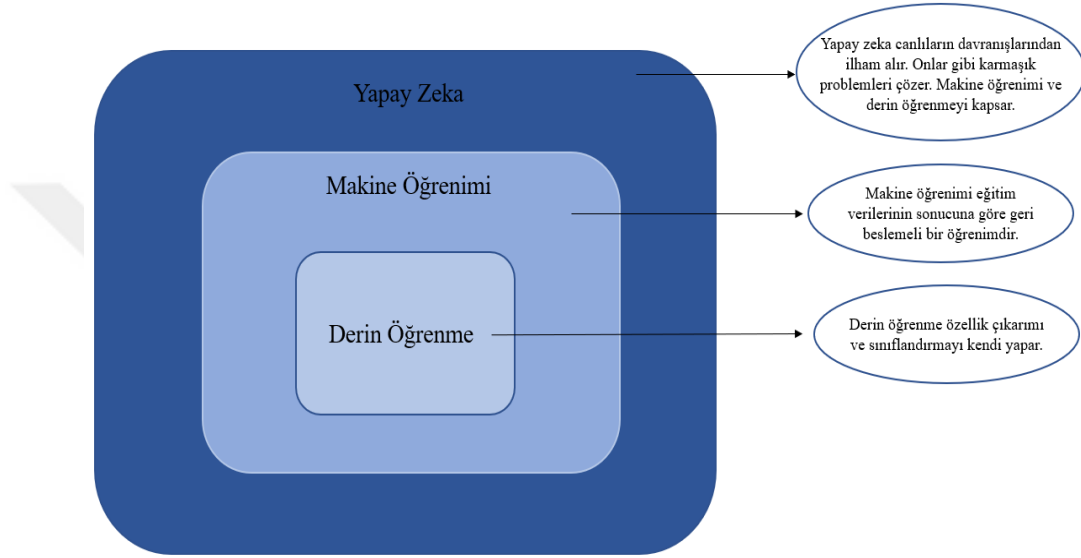 Yapay Zeka
Makine Öğrenimi
Derin Öğrenme
Yapay zeka canlıların davranışlarından
ilham alır. Onlar gibi karmaşık
problemleri çözer. Makine öğrenimi ve
derin öğrenmeyi kapsar.
Makine öğrenimi eğitim
verilerinin sonucuna göre geri
beslemeli bir öğrenimdir.
Derin öğrenme özellik çıkarımı
ve sınıflandırmayı kendi yapar.